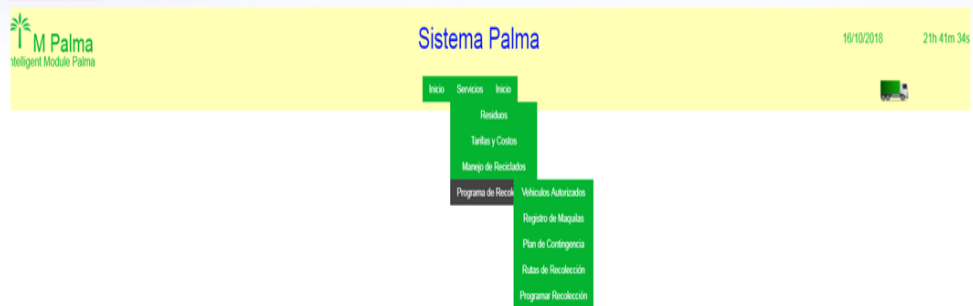 M Palma
ntelligent Module Palma
Sistema Palma
16/10/2018 21h 41m 34s
Inicio Servicios Inicio
Residuos
Tarifas y Costos
Manejo de Reciclados
Programa de Recole
Vehiculos Autorizados
Registro de Maquilas
Plan de Contingencia
Rutas de Recolección
Programar Recolección